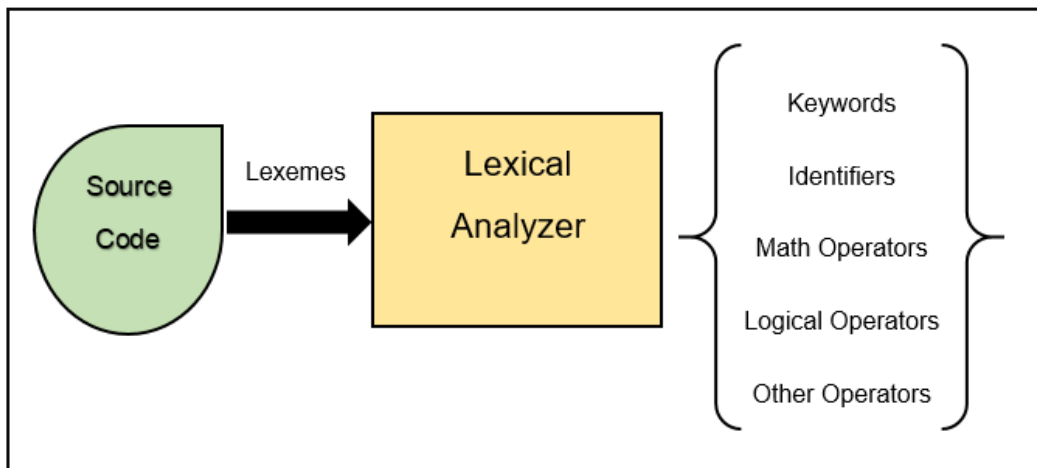 Source
Code
Lexemes
Lexical
Analyzer
Keywords
Identifiers
Math Operators
Logical Operators
Other Operators